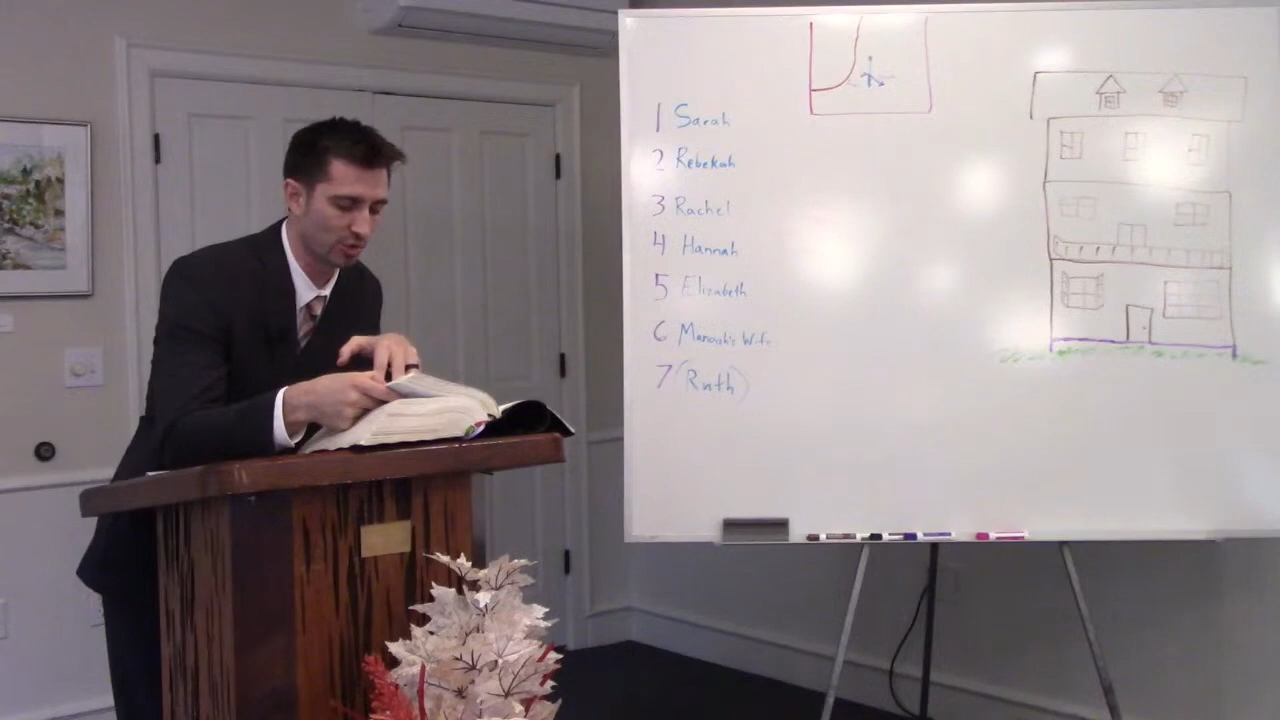 1 Sarah
2 Rebekah
3 Rachel
4 Hannah
5 Elizabeth
6 Manoah's Wife
7 (Ruth)